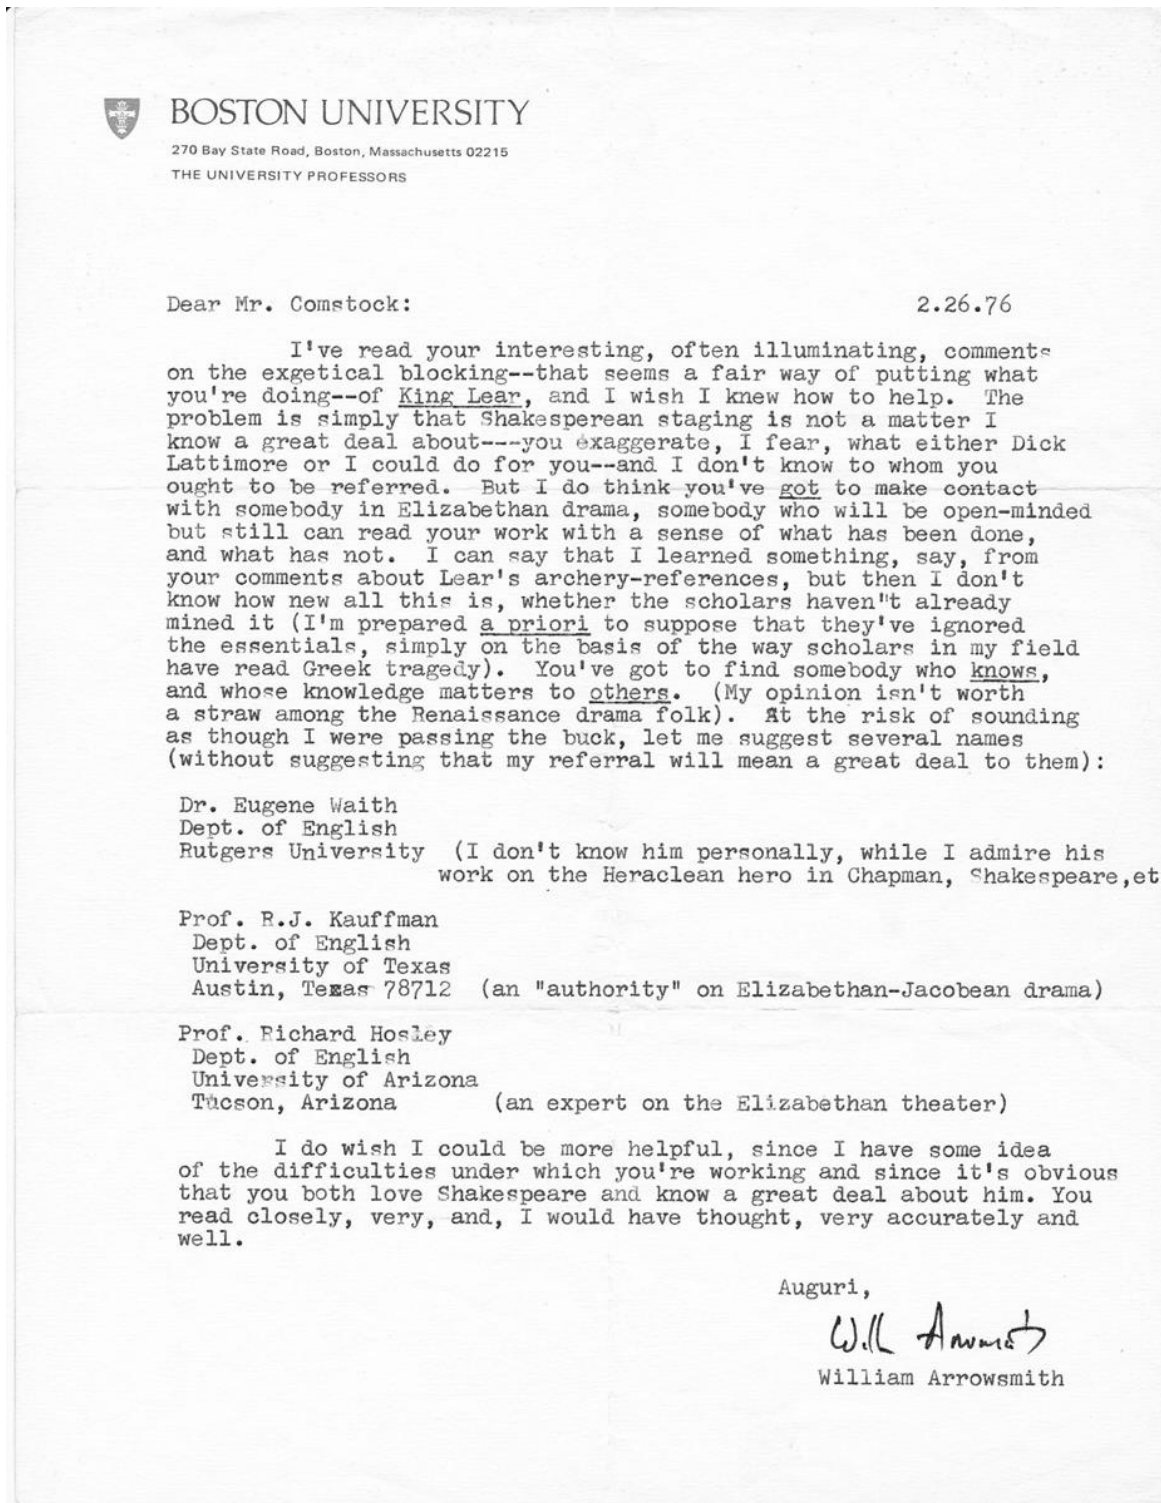 BOSTON UNIVERSITY
270 Bay State Road, Boston, Massachusetts 02215
THE UNIVERSITY PROFESSORS
Dear Mr. Comstock: 2.26.76
I've read your interesting, often illuminating, comments
on the exgetical blocking--that seems a fair way of putting what
you're doing--of King Lear, and I wish I knew how to help. The
problem is simply that Shakesperean staging is not a matter I
know a great deal about----you exaggerate, I fear, what either Dick
Lattimore or I could do for you--and I don't know to whom you
ought to be referred. But I do think you've got to make contact
with somebody in Elizabethan drama, somebody who will be open-minded
but still can read your work with a sense of what has been done,
and what has not. I can say that I learned something, say, from
your comments about Lear's archery-references, but then I don't
know how new all this is, whether the scholars haven"t already
mined it (I'm prepared a priori to suppose that they've ignored
the essentials, simply on the basis of the way scholars in my field
have read Greek tragedy). You've got to find somebody who knows,
and whose knowledge matters to others. (My opinion isn't worth
a straw among the Renaissance drama folk). At the risk of sounding
as though I were passing the buck, let me suggest several names
(without suggesting that my referral will mean a great deal to them):
Dr. Eugene Waith
Dept. of English
Rutgers University (I don't know him personally, while I admire his
work on the Heraclean hero in Chapman, Shakespeare,et
Prof. R.J. Kauffman
Dept. of English
University of Texas
Austin, Texas 78712 (an "authority" on Elizabethan-Jacobean drama)
Prof. Richard Hosley
Dept. of English
University of Arizona
Tucson, Arizona (an expert on the Elizabethan theater)
I do wish I could be more helpful, since I have some idea
of the difficulties under which you're working and since it's obvious
that you both love Shakespeare and know a great deal about him. You
read closely, very, and, I would have thought, very accurately and
well.
Auguri,
Will Arrowsmith
William Arrowsmith